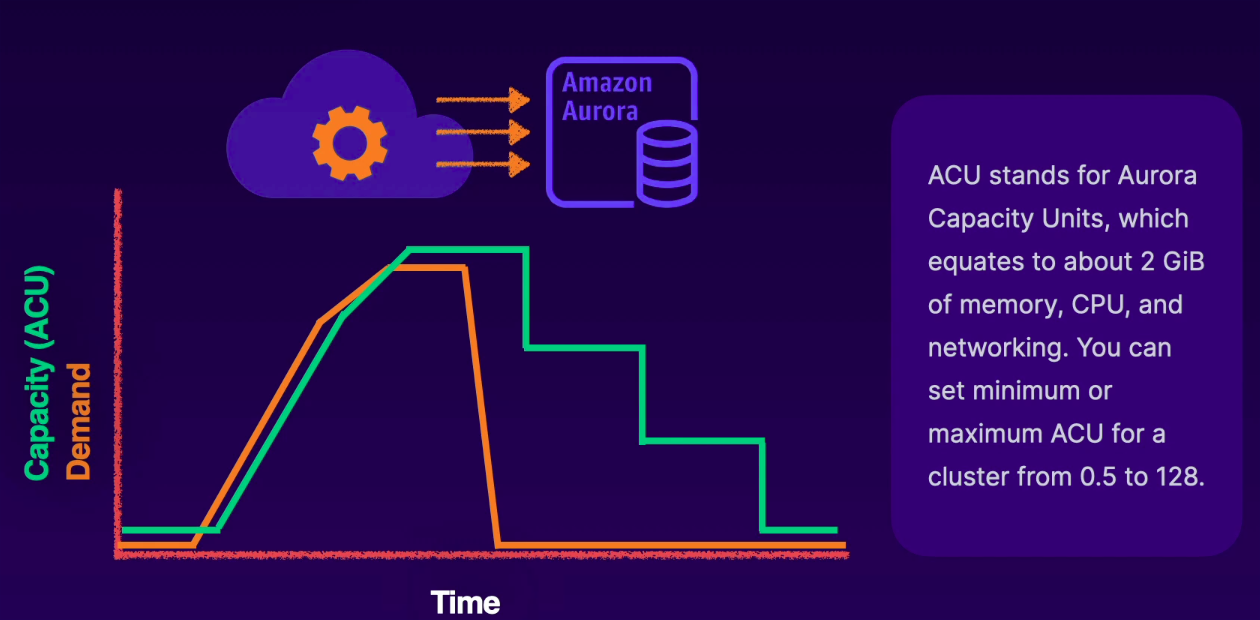 Amazon
Aurora
Capacity (ACU)
Demand
Time
ACU stands for Aurora
Capacity Units, which
equates to about 2 GiB
of memory, CPU, and
networking. You can
set minimum or
maximum ACU for a
cluster from 0.5 to 128.